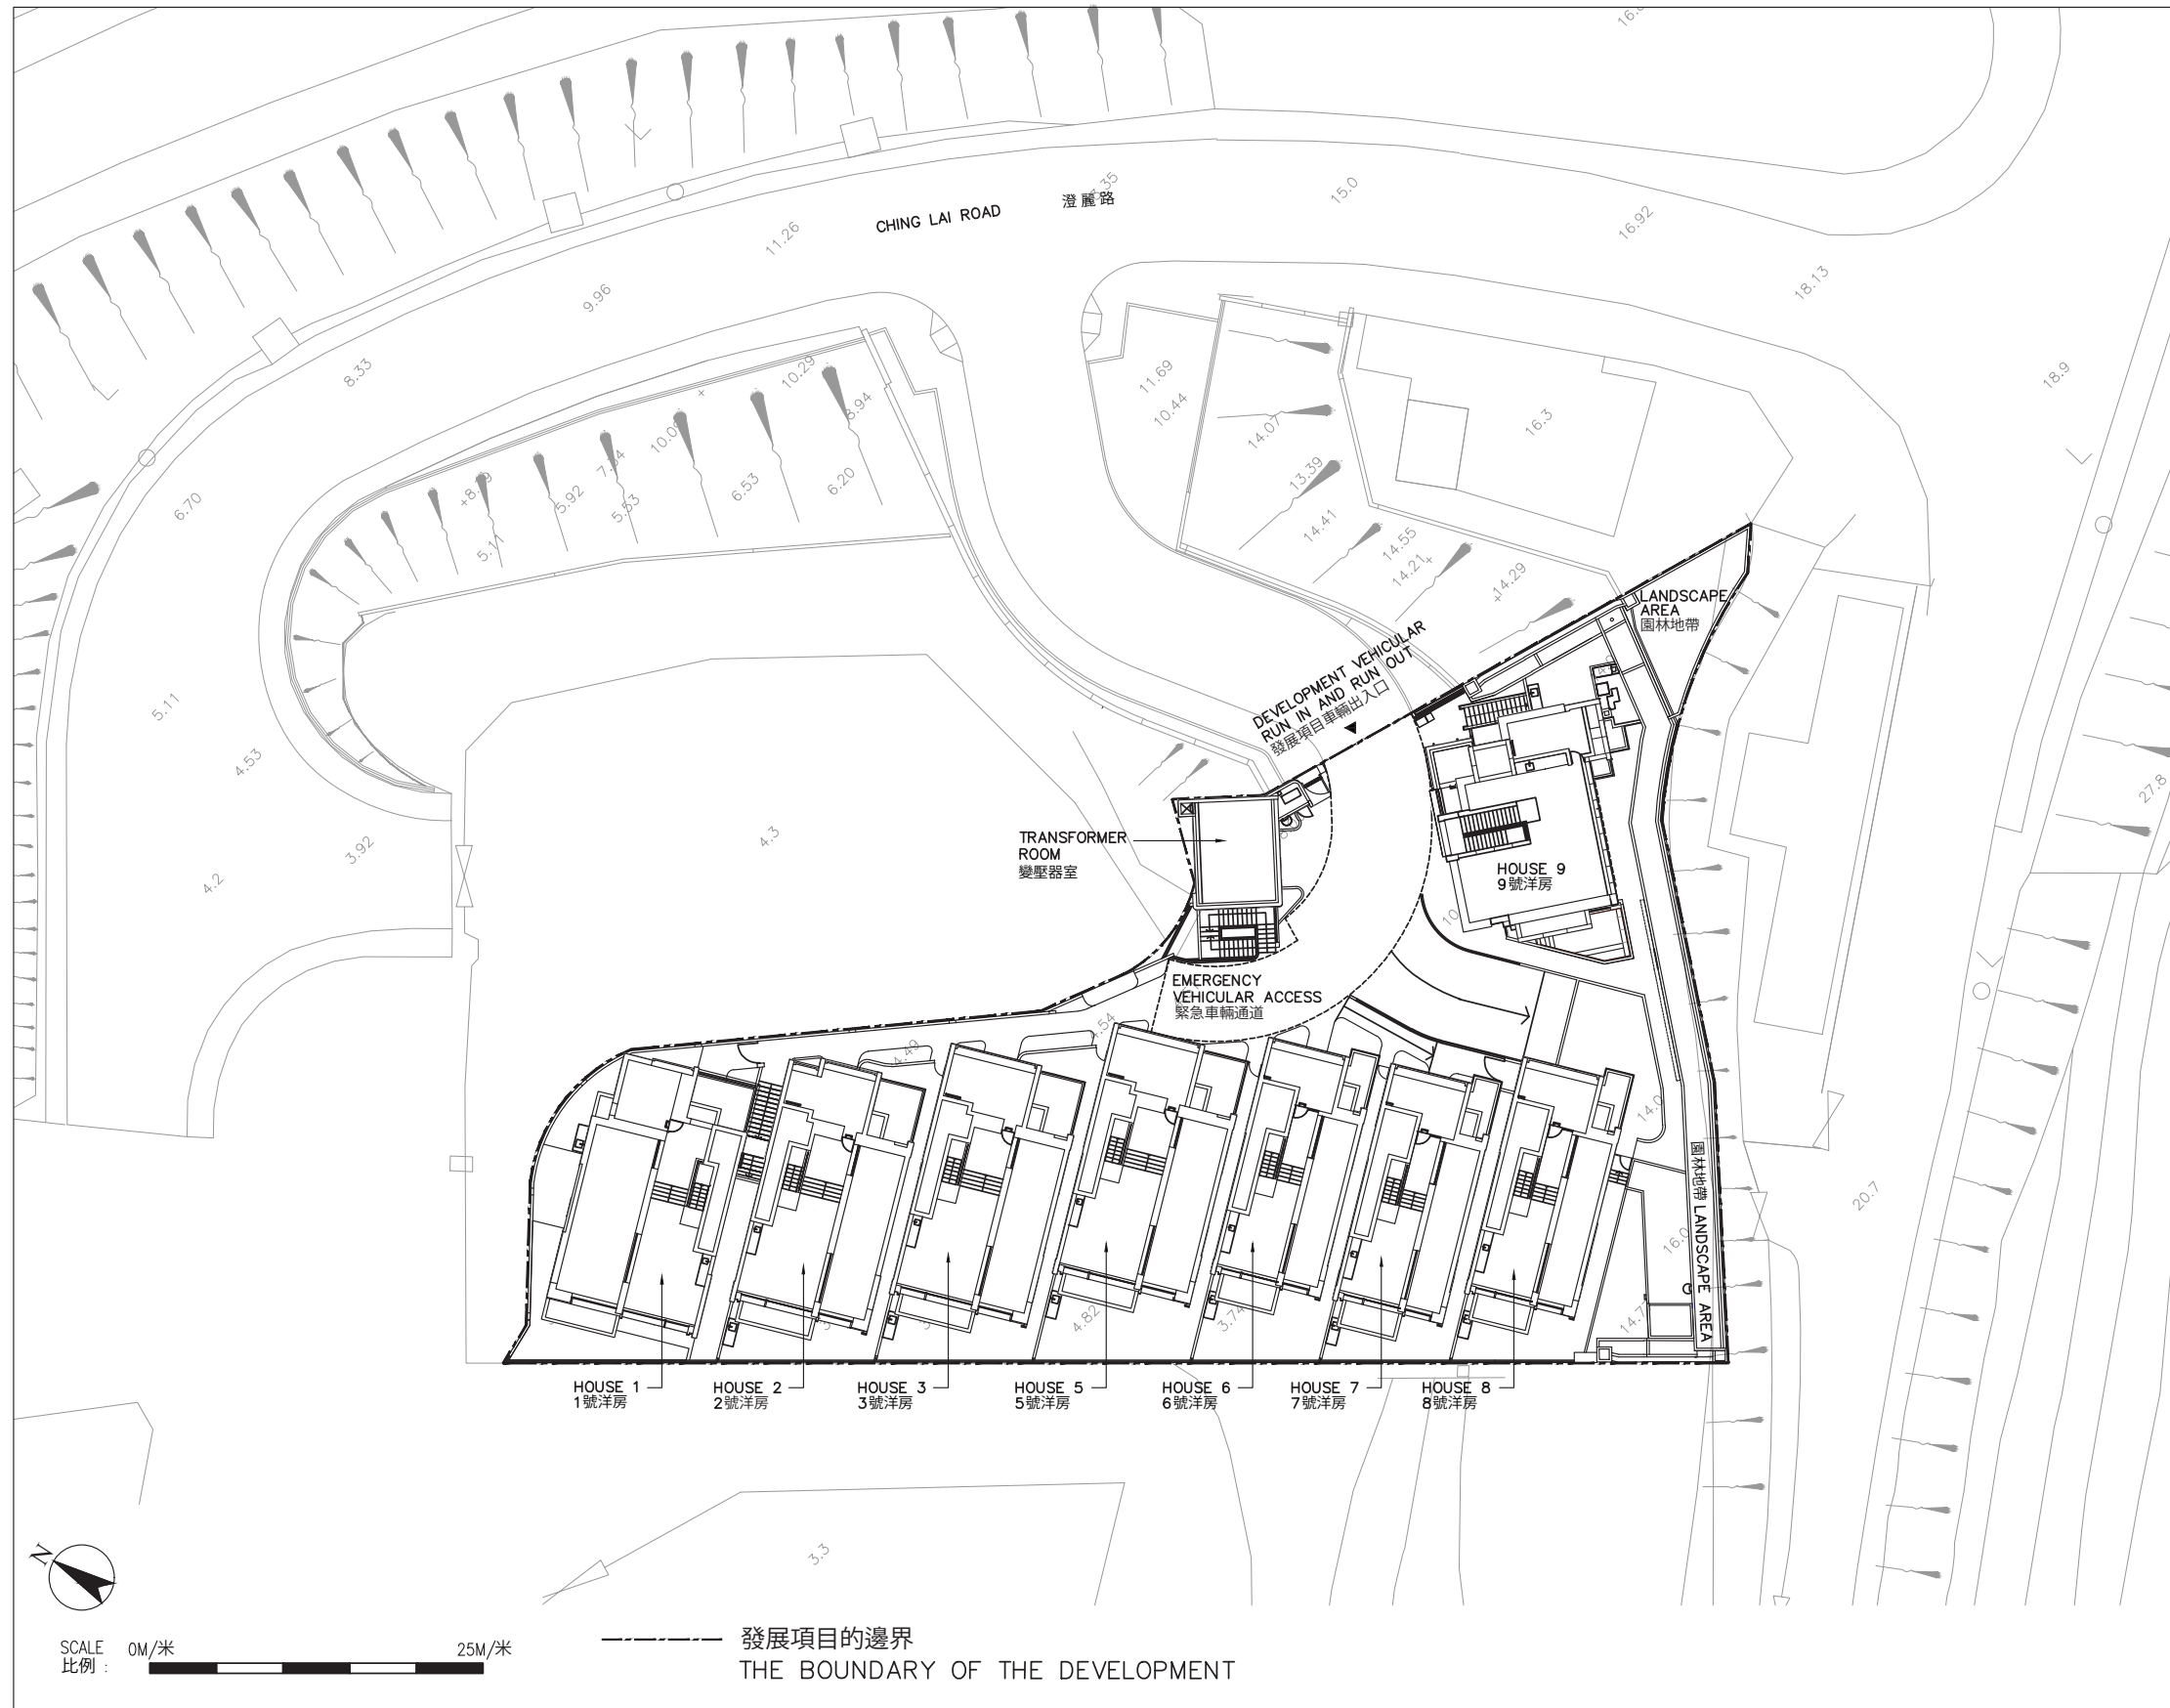 15.0
16.92
CHING LAI ROAD
澄麗路
11.26
9.96
18.13
8.33
18.9
11.69
10.44
10.29
8.94
16.3
14.07
13.39
6.70
5.92
5.53
6.53
6.20
14.41
14.55
14.21
14.29
5.11
LANDSCAPE
AREA
園林地帶
DEVELOPMENT VEHICULAR
RUN IN AND RUN OUT
發展項目車輛出入口
5.11
4.53
3.92
4.2
4.3
27.8
TRANSFORMER
ROOM
變壓器室
HOUSE 9
9號洋房
EMERGENCY
VEHICULAR ACCESS
緊急車輛通道
4.54
4.49
20.7
園林地帶 LANDSCAPE AREA
4.82
3.74
HOUSE 1
1號洋房
HOUSE 2
2號洋房
HOUSE 3
3號洋房
HOUSE 5
5號洋房
HOUSE 6
6號洋房
HOUSE 7
7號洋房
HOUSE 8
8號洋房
3.3
N
SCALE
比例 :
0M/米
25M/米
發展項目的邊界
THE BOUNDARY OF THE DEVELOPMENT